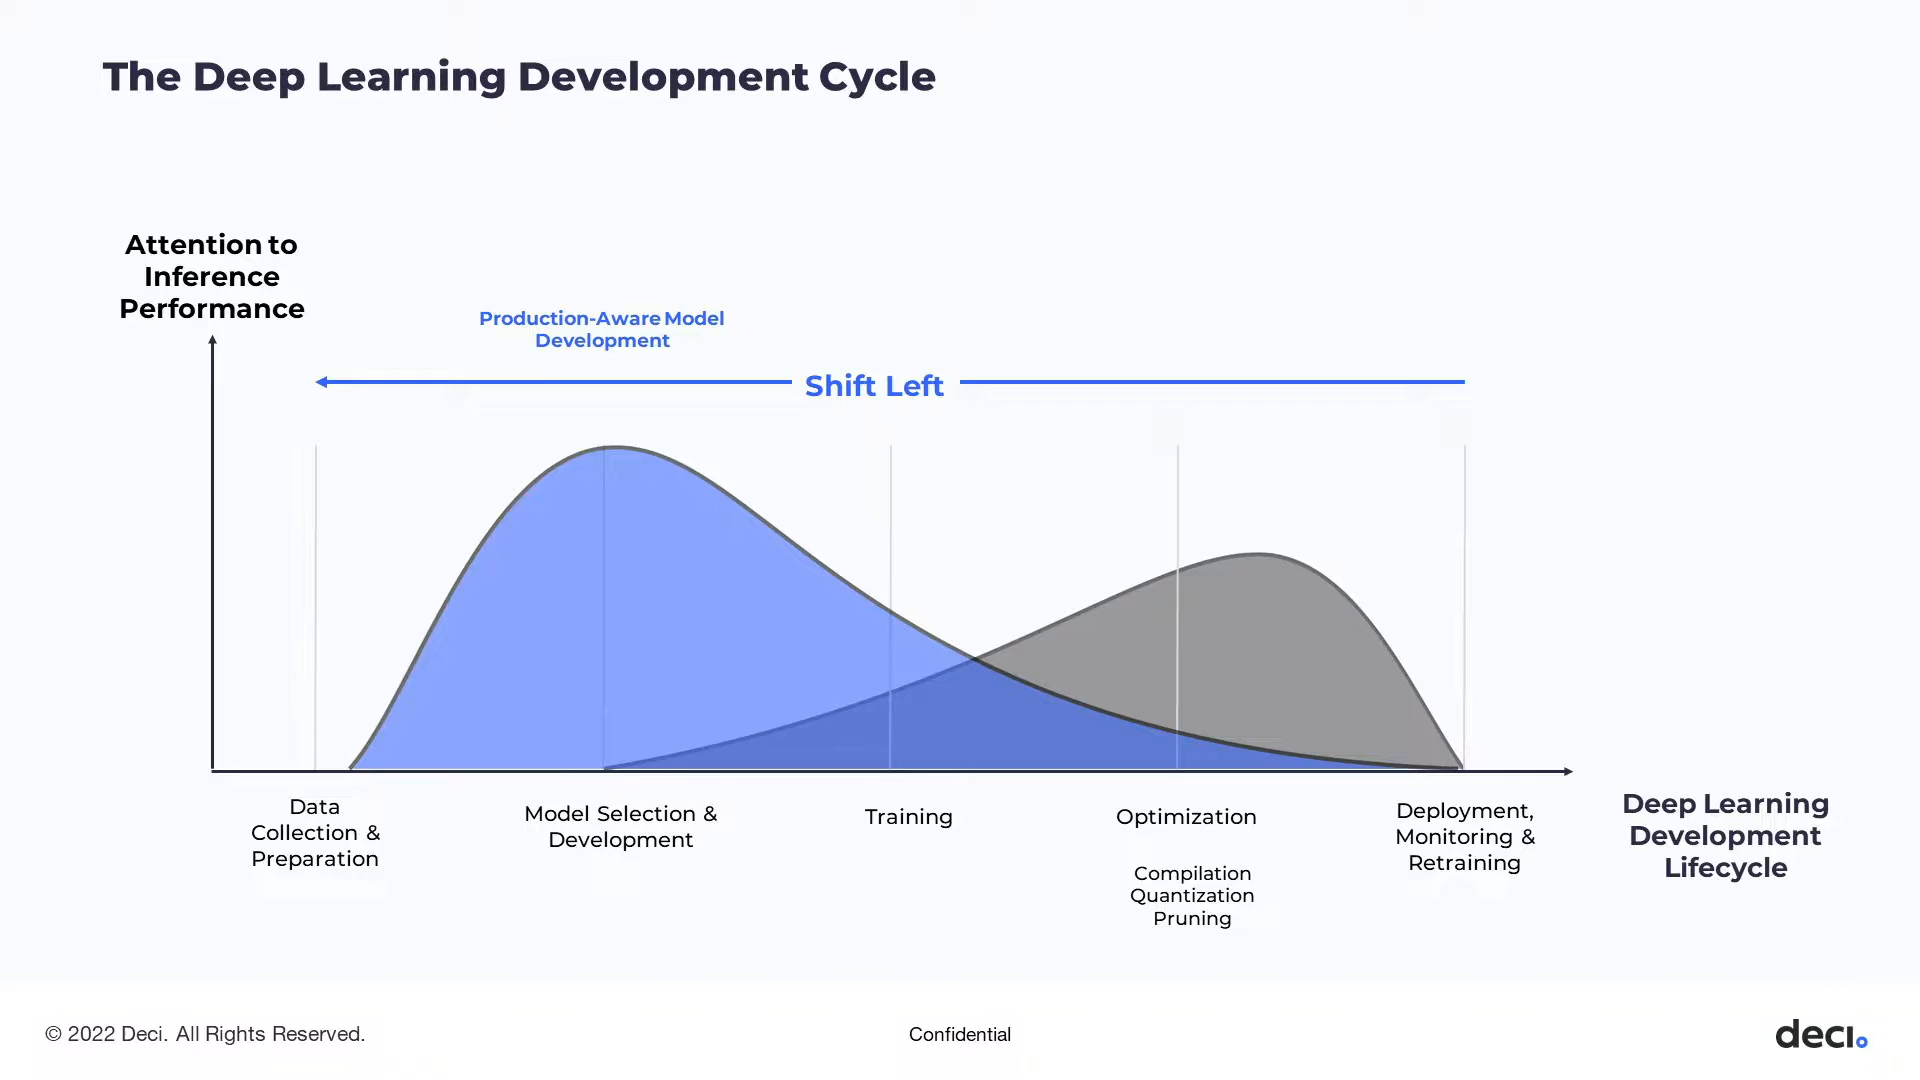 The Deep Learning Development Cycle
Attention to
Inference
Performance
Production-Aware Model
Development
Shift Left
Data
Collection &
Preparation
Model Selection &
Development
Training
Optimization
Compilation
Quantization
Pruning
Deployment,
Monitoring &
Retraining
Deep Learning
Development
Lifecycle
© 2022 Deci. All Rights Reserved.
Confidential
deci.